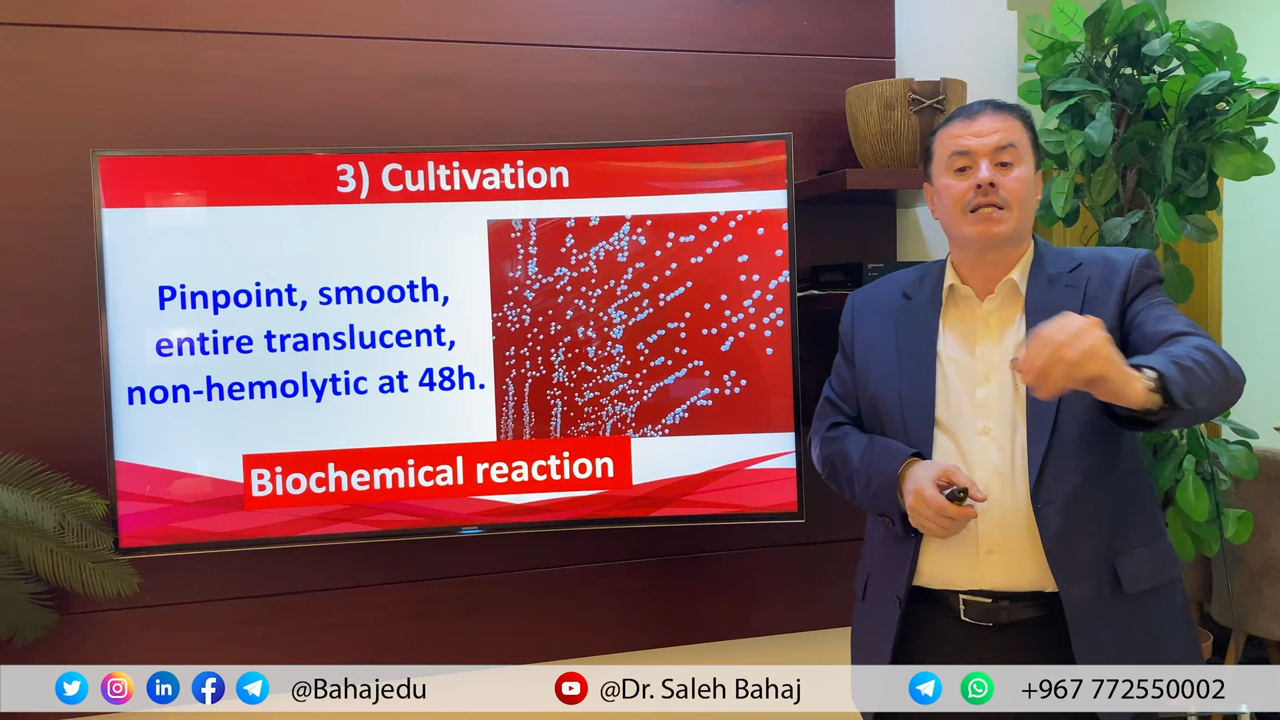 3) Cultivation
Pinpoint, smooth,
entire translucent,
non-hemolytic at 48h.
Biochemical reaction
@Bahajedu
@Dr. Saleh Bahaj
+967 772550002